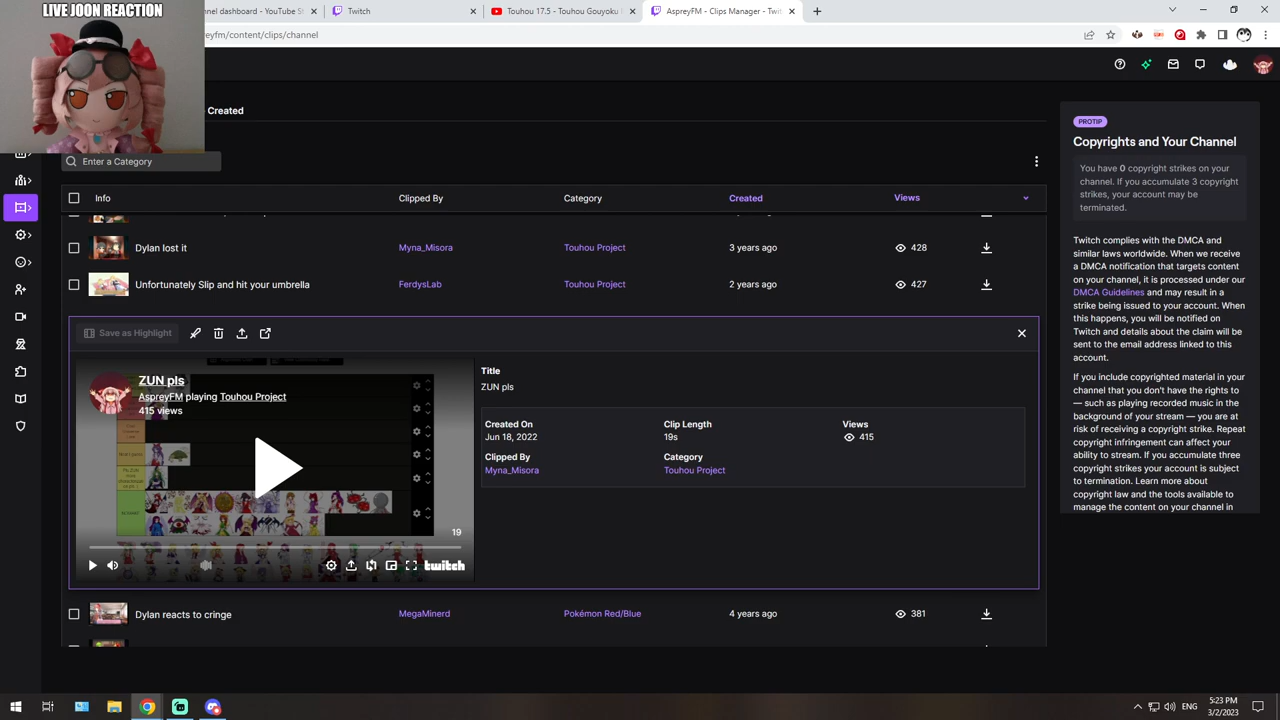 LIVE JOON REACTION
nnel dashboard - YouTube St
Twitch
Touhou 17.5 - Touhou Gouyoku I
AspreyFM - Clips Manager - Twit
eyfm/content/clips/channel
Created
Enter a Category
Info Clipped By Category Created Views
Dylan lost it Myna_Misora Touhou Project 3 years ago 428
Unfortunately Slip and hit your umbrella FerdysLab Touhou Project 2 years ago 427
Save as Highlight
ZUN pls
AspreyFM playing Touhou Project
415 views
19
twitch
Title
ZUN pls
Created On Clip Length Views
Jun 18, 2022 19s 415
Clipped By Category
Myna_Misora Touhou Project
Dylan reacts to cringe MegaMinerd Pokémon Red/Blue 4 years ago 381
PROTIP
Copyrights and Your Channel
You have 0 copyright strikes on
your channel. If you accumulate 3 copyright
strikes, your account may be
terminated.
Twitch complies with the DMCA and
similar laws worldwide. When we receive
a DMCA notification that targets content
on your channel, it is processed under our
DMCA Guidelines and may result in a
strike being issued to your account. When
this happens, you will be notified on
Twitch and details about the claim will be
sent to the email address linked to this
account.
If you include copyrighted material in your
channel that you don't have the rights to
— such as playing recorded music in the
background of your stream — you are at
risk of receiving a copyright strike. Repeat
copyright infringement can affect your
ability to stream. If you accumulate three
copyright strikes your account is subject
to termination. Learn more about
copyright law and the tools available to
manage the content on your channel in
ENG
5:23 PM
3/2/2023